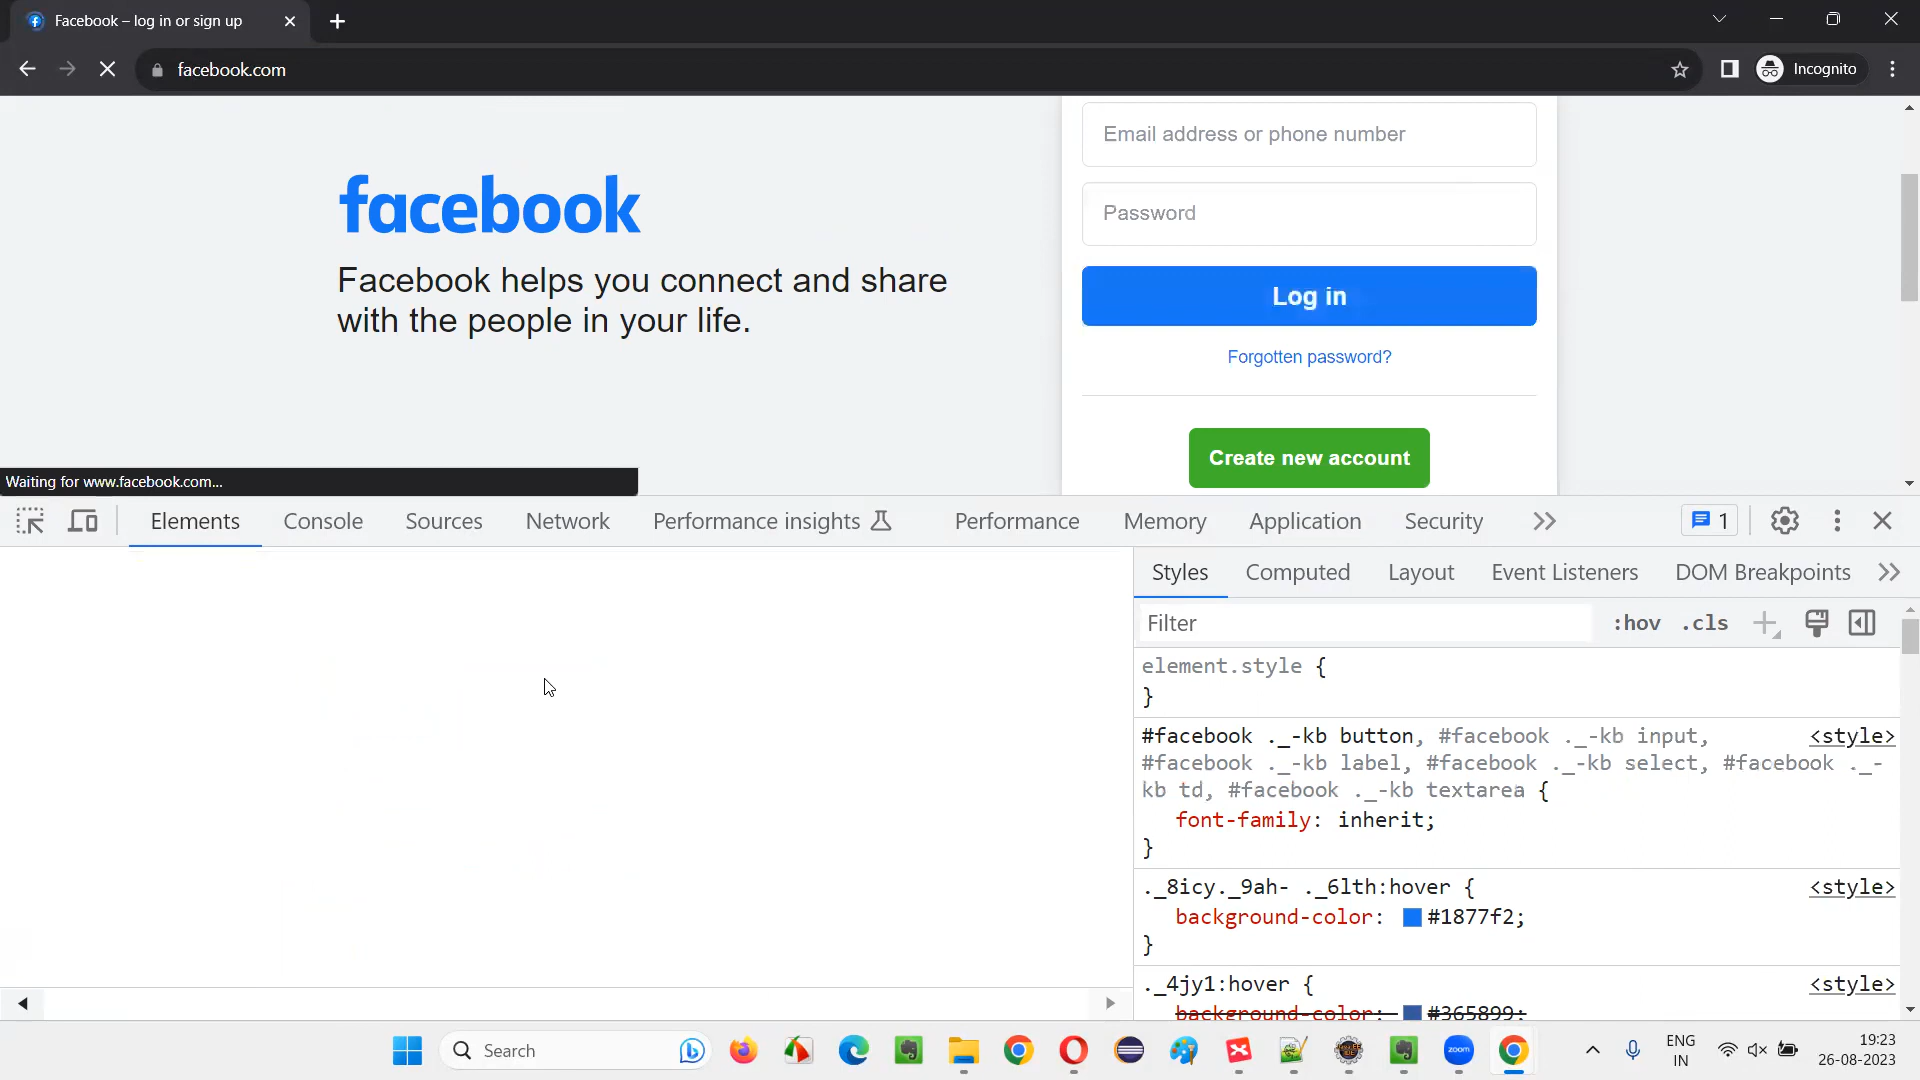 Facebook – log in or sign up
facebook.com
Incognito
Email address or phone number
facebook
Password
Facebook helps you connect and share
with the people in your life.
Log in
Forgotten password?
Create new account
Waiting for www.facebook.com...
Elements Console Sources Network Performance insights Performance Memory Application Security 1
Styles Computed Layout Event Listeners DOM Breakpoints
Filter :hov .cls
element.style {
}
#facebook ._-kb button, #facebook ._-kb input, <style>
#facebook ._-kb label, #facebook ._-kb select, #facebook ._-
kb td, #facebook ._-kb textarea {
font-family: inherit;
}
._8icy._9ah- ._6lth:hover { <style>
background-color: #1877f2;
}
._4jy1:hover { <style>
background-color: #365899;
Search
zoom
ENG
IN
19:23
26-08-2023